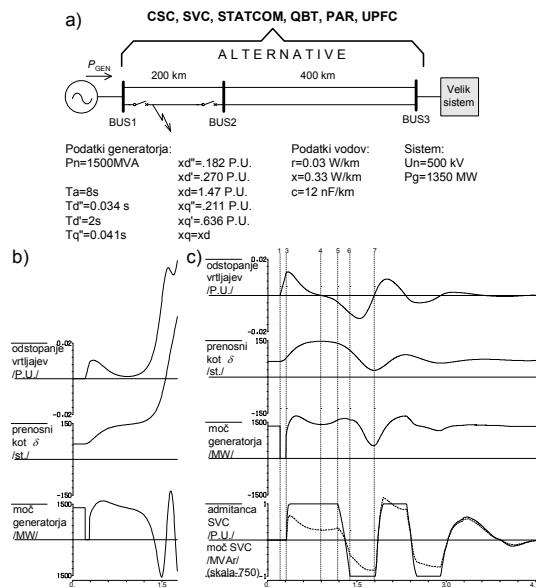 a)
CSC, SVC, STATCOM, QBT, PAR, UPFC
ALTERNATIVE
PGEN
200 km
400 km
BUS1
BUS2
BUS3
Velik
sistem
Podatki generatorja:
Pn=1500MVA
Ta=8s
Td"=0.034 s
Td'=2s
Tq"=0.041s
xd"=.182 P.U.
xd'=.270 P.U.
xd=1.47 P.U.
xq"=.211 P.U.
xq'=.636 P.U.
xq=xd
Podatki vodov:
r=0.03 W/km
x=0.33 W/km
c=12 nF/km
Sistem:
Un=500 kV
Pg=1350 MW
b)
odstopanje
vrtljajev
/P.U./
0.02
-0.02
prenosni
kot δ
/st./
150
-150
moč
generatorja
/MW/
1500
1500
0
1.5
c)
1 3 4 5 6 7
odstopanje
vrtljajev
/P.U./
0.02
-0.02
prenosni
kot δ
/st./
150
-150
moč
generatorja
/MW/
1500
admitanca
SVC
/P.U./
moč SVC
/MVAr/
(skala·750)
1
-1
0
1.5
3.0